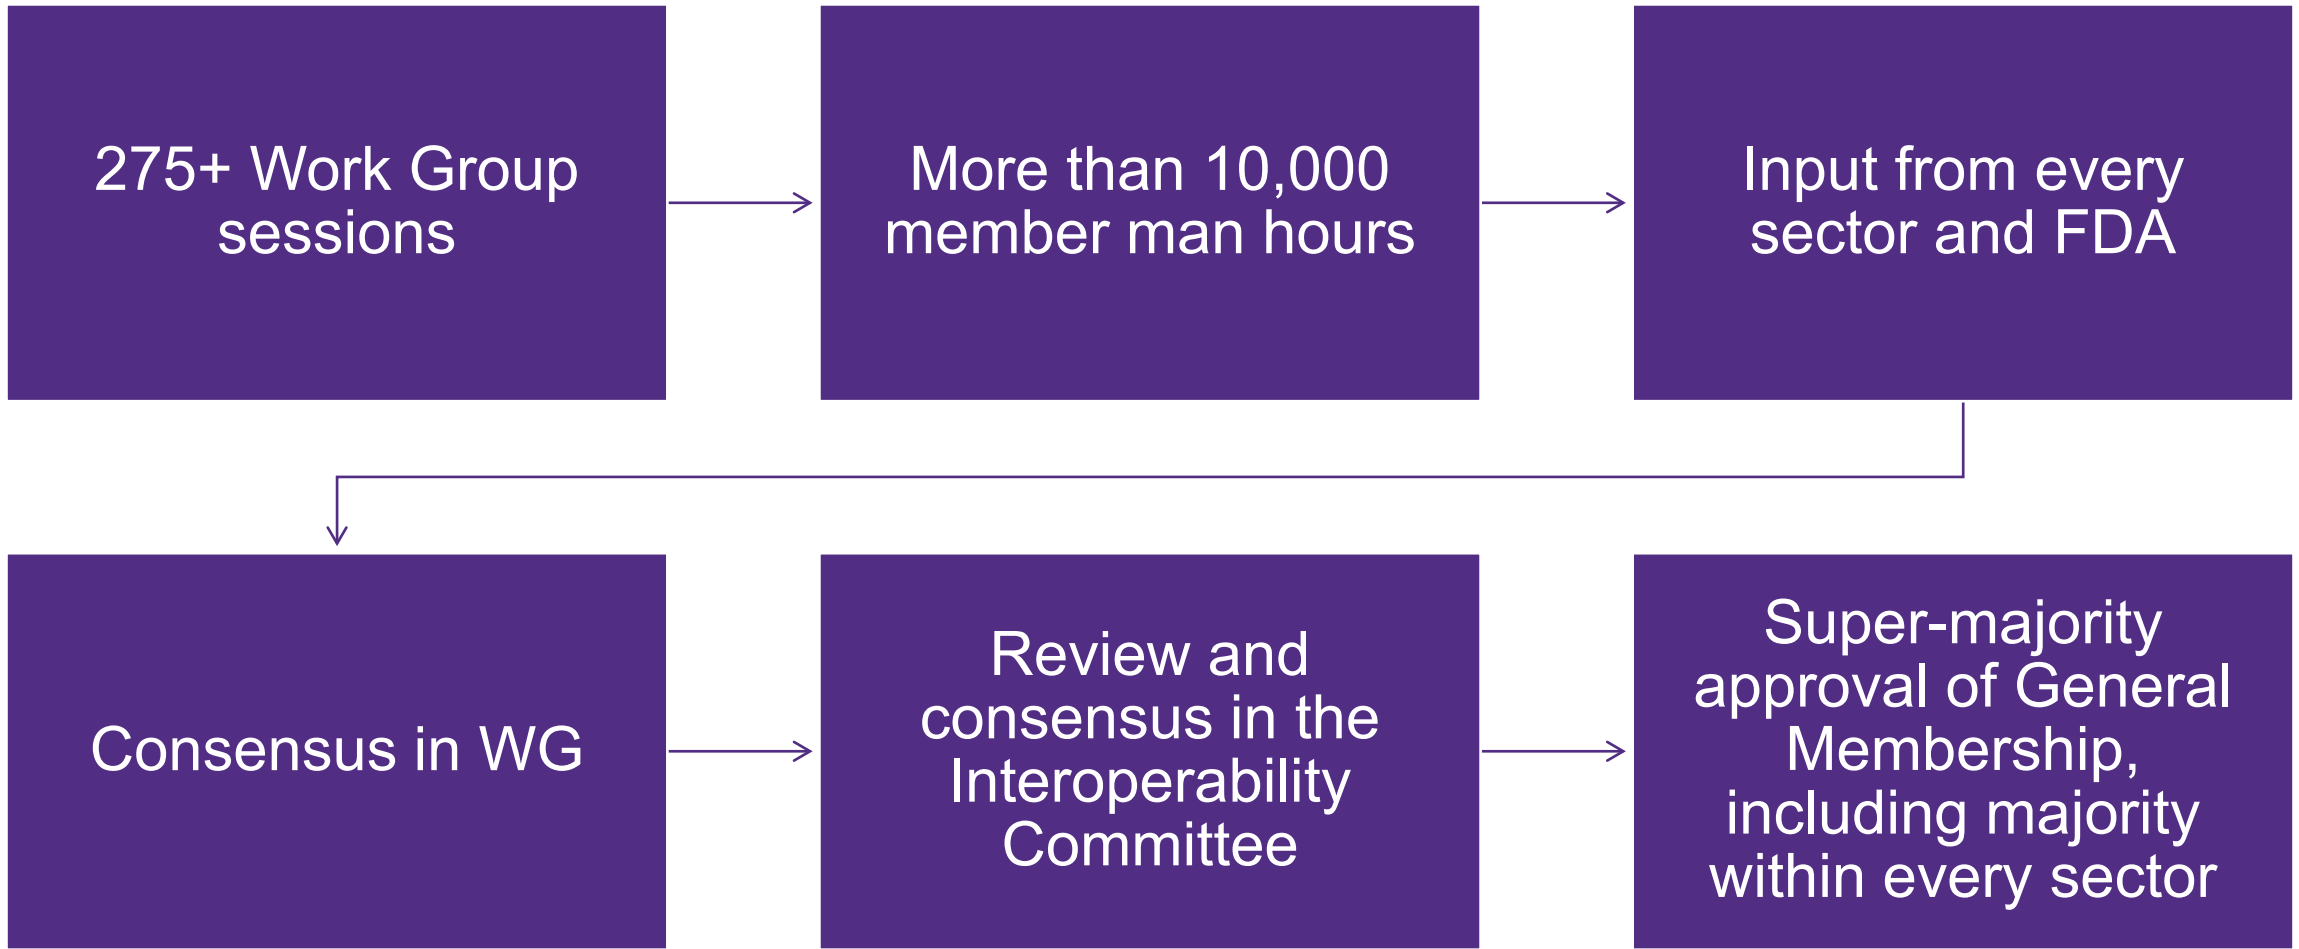 275+ Work Group
sessions
More than 10,000
member man hours
Input from every
sector and FDA
Consensus in WG
Review and
consensus in the
Interoperability
Committee
Super-majority
approval of General
Membership,
including majority
within every sector